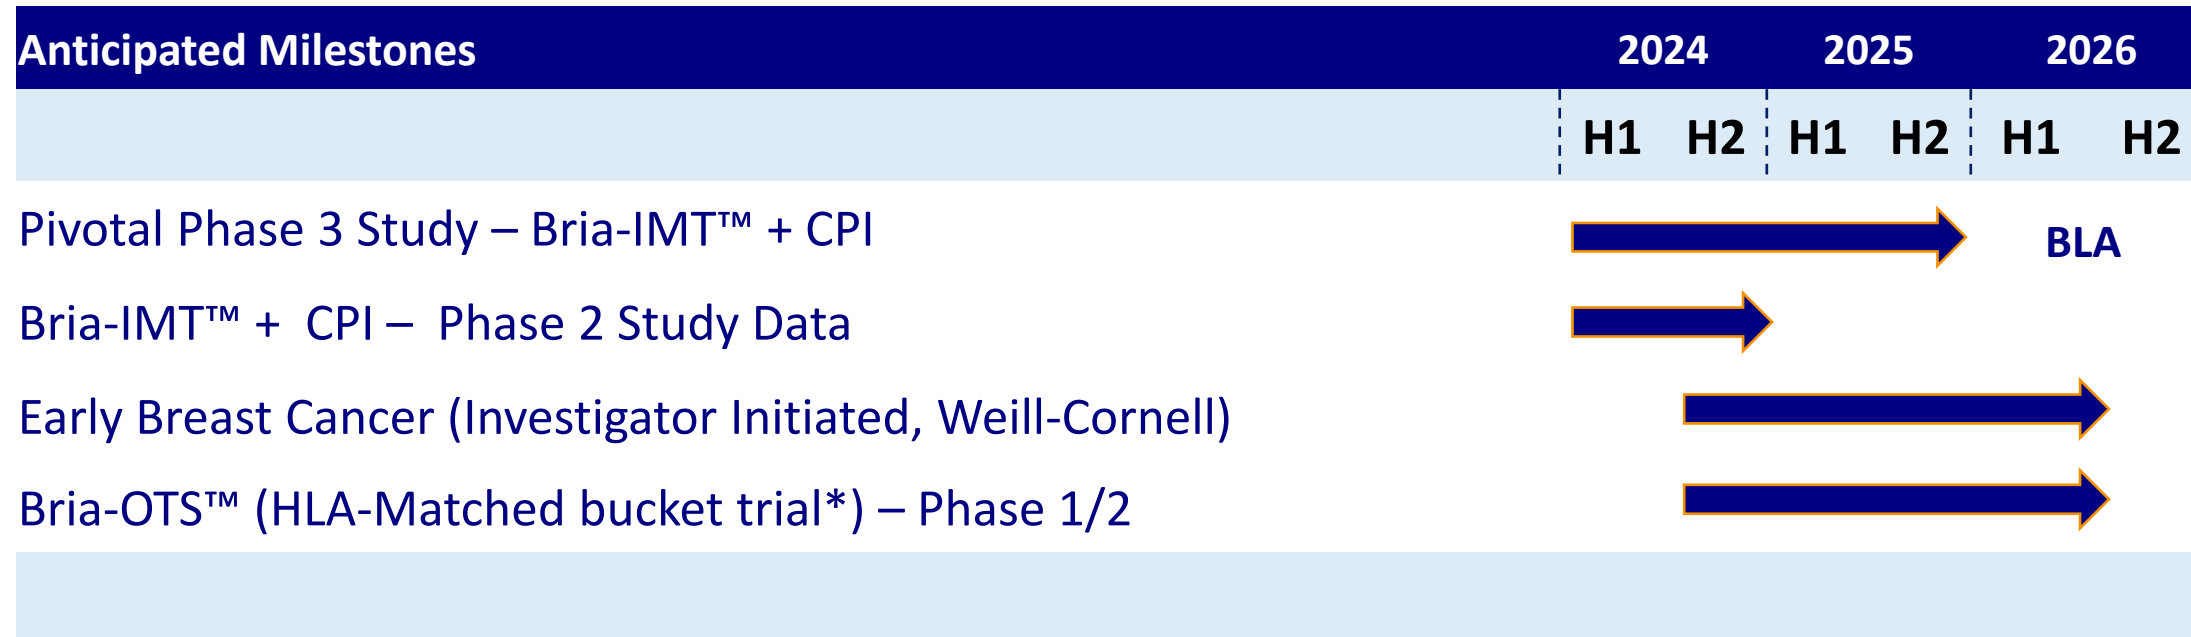 Anticipated Milestones 2024 2025 2026
H1 H2 H1 H2 H1 H2
Pivotal Phase 3 Study – Bria-IMT™ + CPI BLA
Bria-IMT™ + CPI – Phase 2 Study Data
Early Breast Cancer (Investigator Initiated, Weill-Cornell)
Bria-OTS™ (HLA-Matched bucket trial*) – Phase 1/2